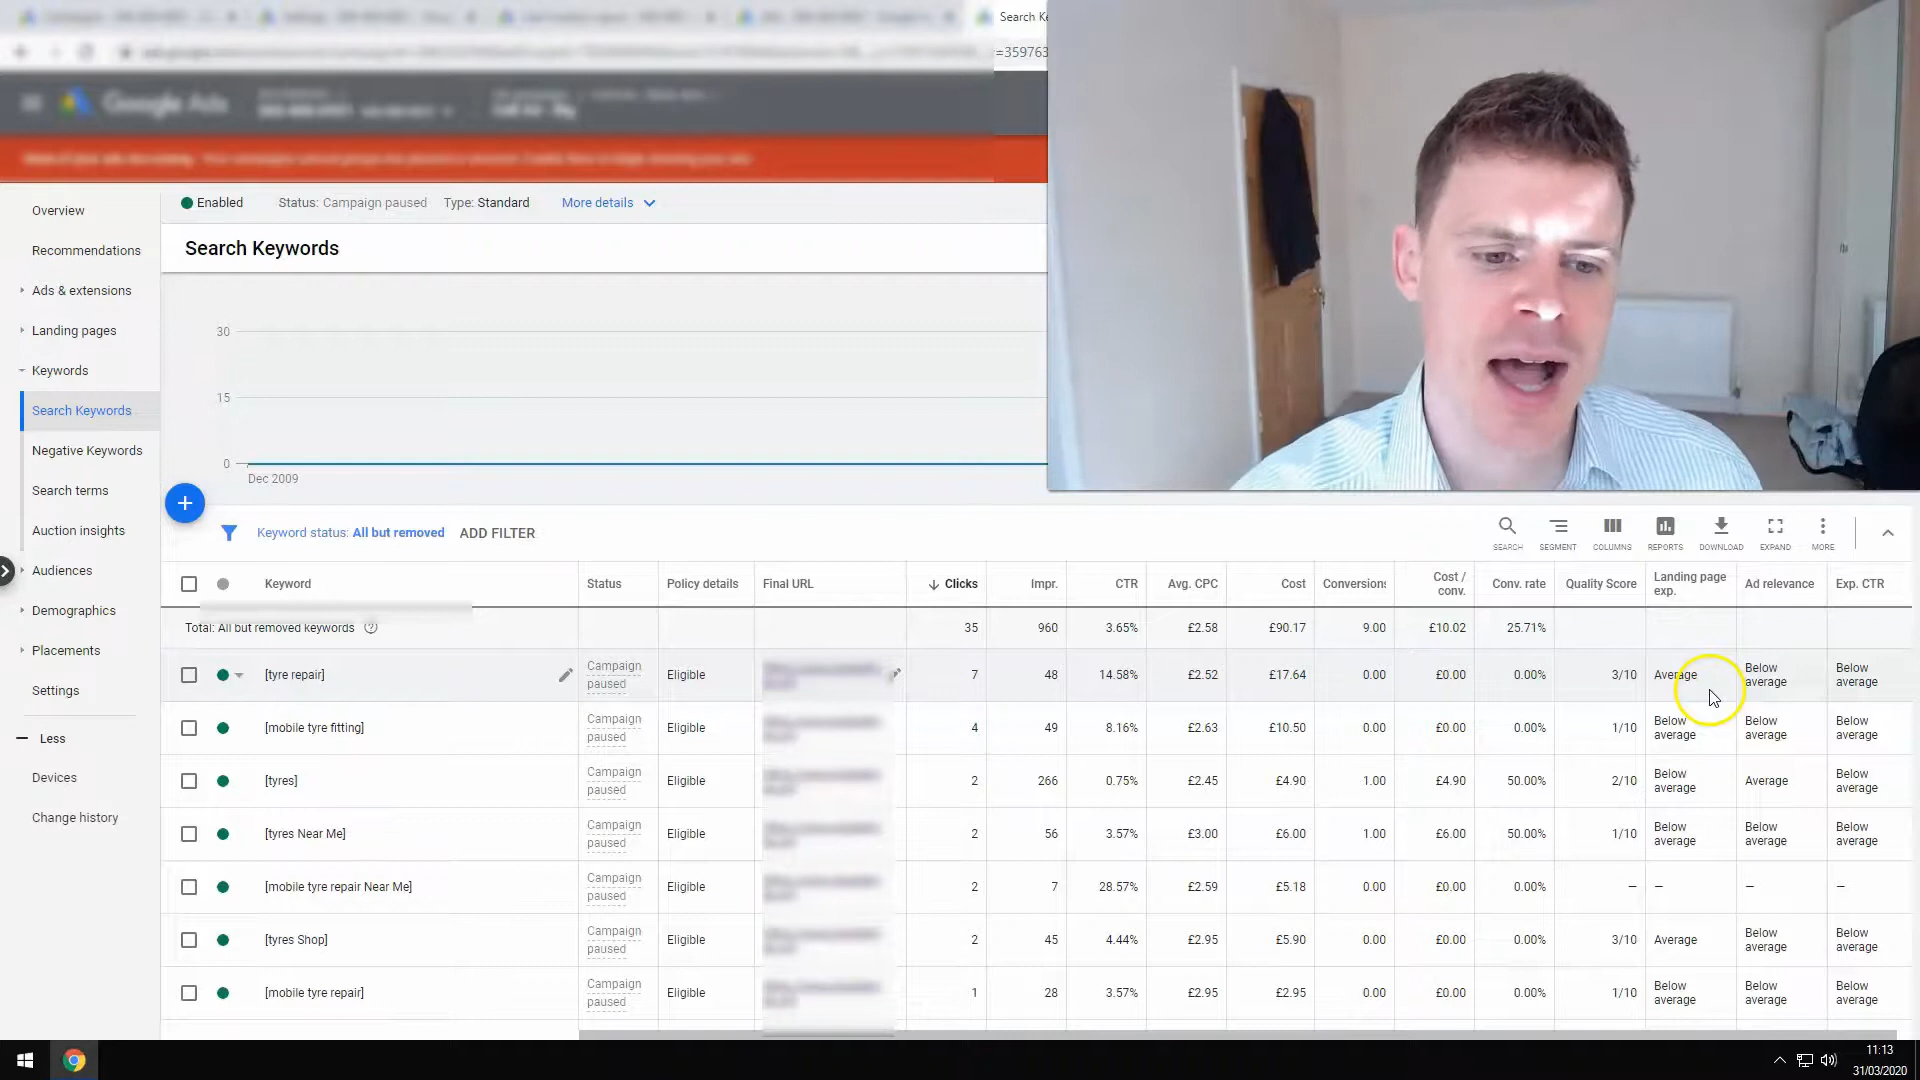 Search Ke
=359763
Google Ads
Overview
Recommendations
Ads & extensions
Landing pages
Keywords
Search Keywords
Negative Keywords
Search terms
Auction insights
Audiences
Demographics
Placements
Settings
Less
Devices
Change history
Enabled Status: Campaign paused Type: Standard More details
Search Keywords
30
15
0
Dec 2009
Keyword status: All but removed ADD FILTER
SEARCH SEGMENT COLUMNS REPORTS DOWNLOAD EXPAND MORE
Keyword Status Policy details Final URL Clicks Impr. CTR Avg. CPC Cost Conversions Cost / conv. Conv. rate Quality Score Landing page exp. Ad relevance Exp. CTR
Total: All but removed keywords 35 960 3.65% £2.58 £90.17 9.00 £10.02 25.71%
[tyre repair] Campaign paused Eligible 7 48 14.58% £2.52 £17.64 0.00 £0.00 0.00% 3/10 Average Below average Below average
[mobile tyre fitting] Campaign paused Eligible 4 49 8.16% £2.63 £10.50 0.00 £0.00 0.00% 1/10 Below average Below average Below average
[tyres] Campaign paused Eligible 2 266 0.75% £2.45 £4.90 1.00 £4.90 50.00% 2/10 Below average Average Below average
[tyres Near Me] Campaign paused Eligible 2 56 3.57% £3.00 £6.00 1.00 £6.00 50.00% 1/10 Below average Below average Below average
[mobile tyre repair Near Me] Campaign paused Eligible 2 7 28.57% £2.59 £5.18 0.00 £0.00 0.00% — — — —
[tyres Shop] Campaign paused Eligible 2 45 4.44% £2.95 £5.90 0.00 £0.00 0.00% 3/10 Average Below average Below average
[mobile tyre repair] Campaign paused Eligible 1 28 3.57% £2.95 £2.95 0.00 £0.00 0.00% 1/10 Below average Below average Below average
11:13
31/03/2020